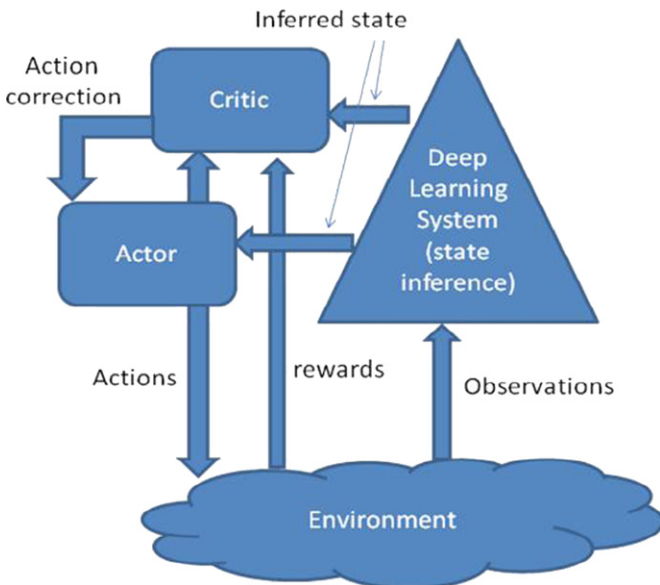 Inferred state
Action
correction
Critic
Deep
Learning
System
(state
inference)
Actor
Actions
rewards
Observations
Environment